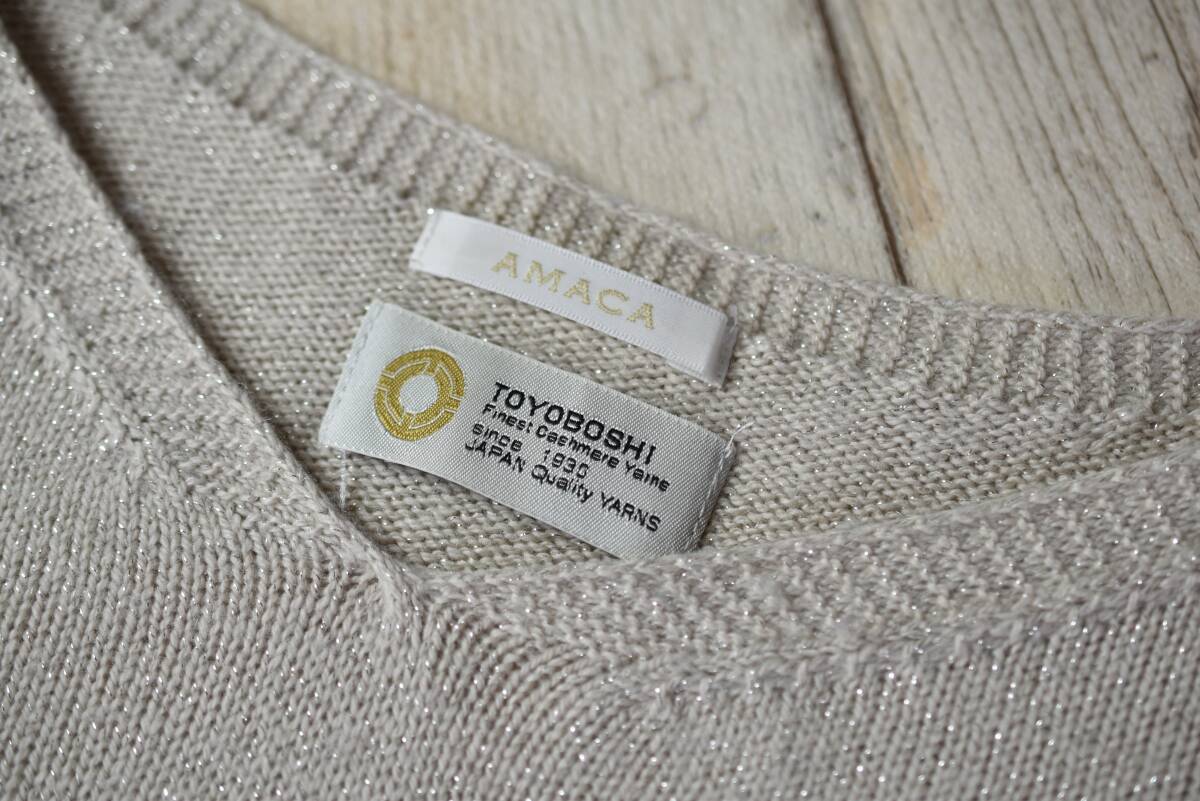 AMACA
TOYOBOSHI
Finest Cashmere Yarns
since 1930
JAPAN Quality YARNS